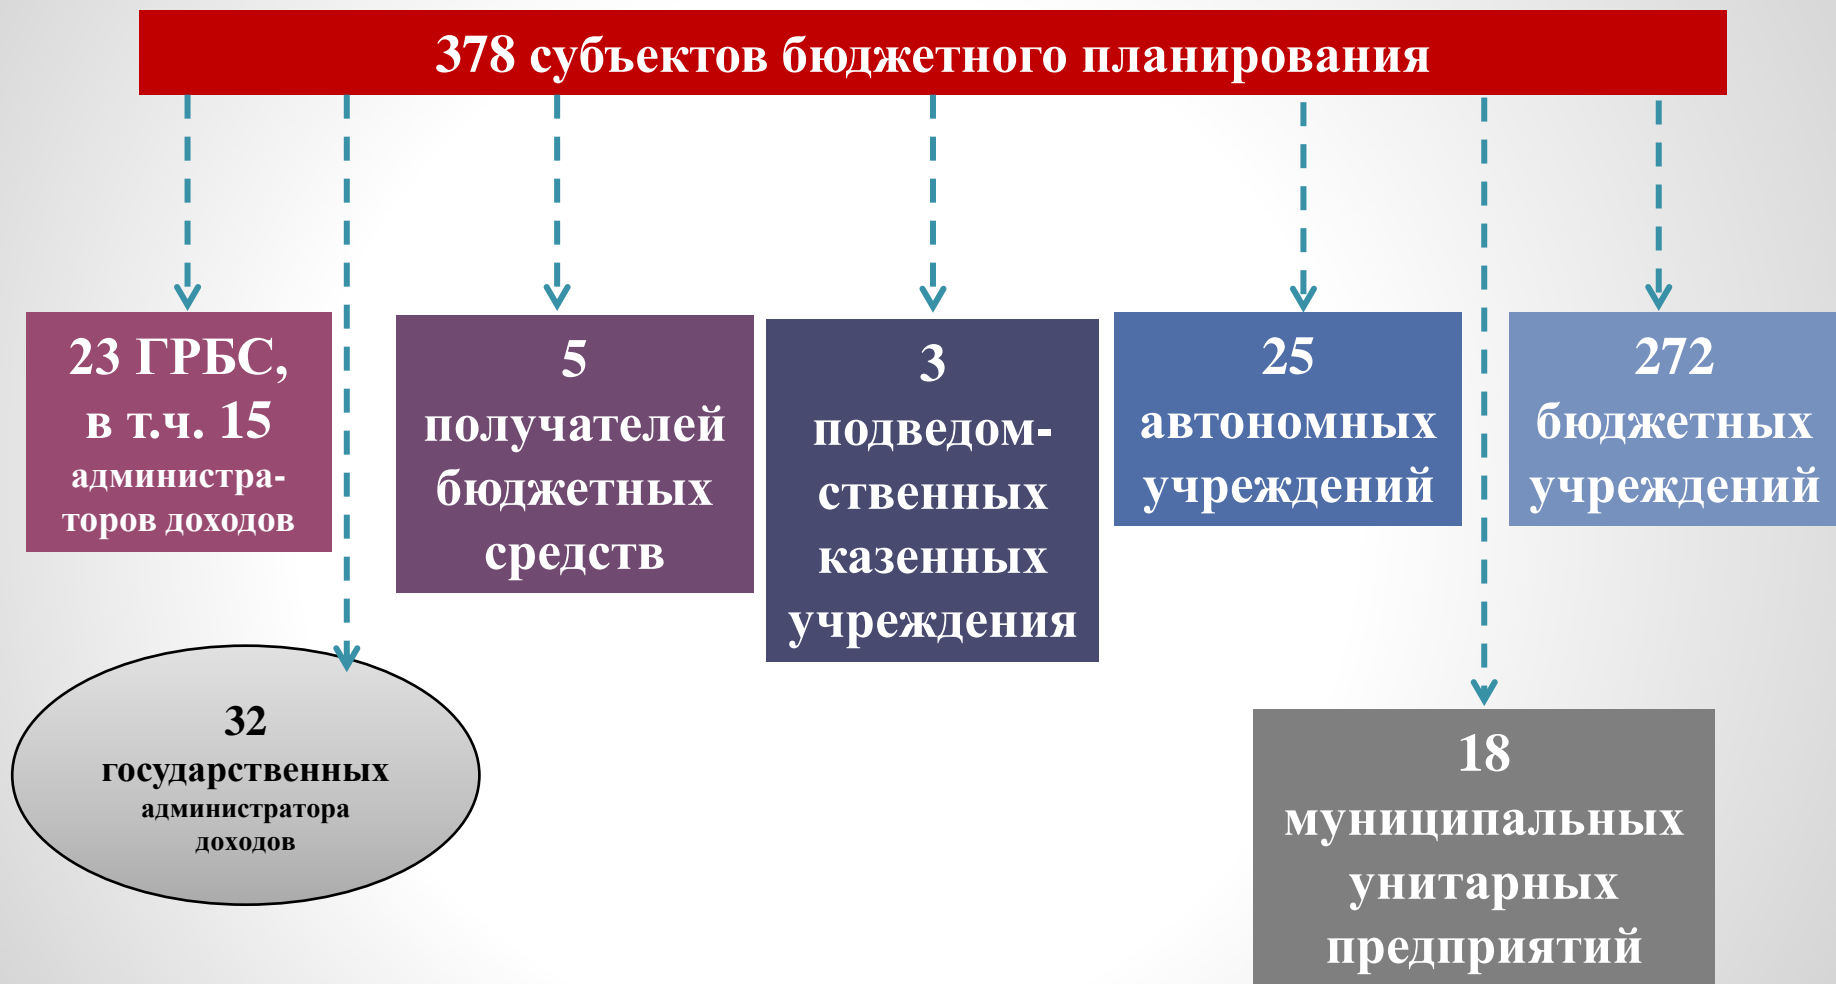 378 субъектов бюджетного планирования
23 ГРБС,
в т.ч. 15
администра-
торов доходов
5
получателей
бюджетных
средств
3
подведом-
ственных
казенных
учреждения
25
автономных
учреждений
272
бюджетных
учреждений
32
государственных
администратора
доходов
18
муниципальных
унитарных
предприятий